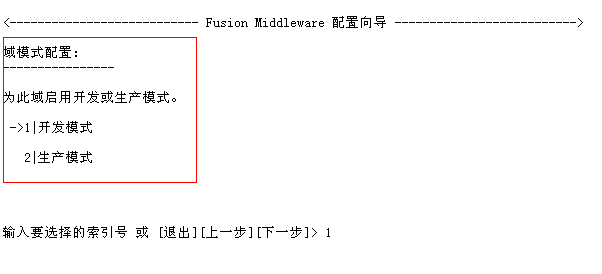 <--------------------------- Fusion Middleware 配置向导 -------------------------->
域模式配置：
----------------
为此域启用开发或生产模式。
->1|开发模式
2|生产模式
输入要选择的索引号 或 [退出][上一步][下一步]> 1